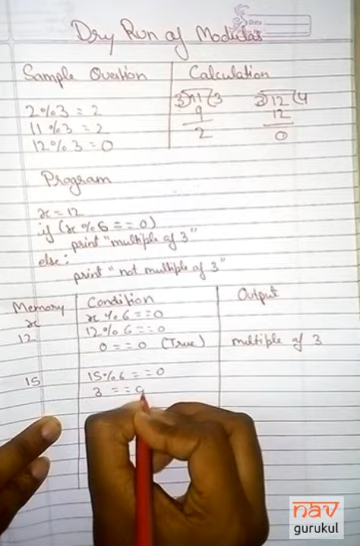 Dry Run of Modulas
Sample Question
Calculation
2%3 = 2
11%3 = 2
12%3 = 0
3)11(3
9
2
3)12(4
12
0
Program
x = 12
if (x % 6 == 0)
print "multiple of 3"
else:
print "not multiple of 3"
Memory Condition Output
x x % 6 == 0
12 12 % 6 == 0
0 == 0 (True) multiple of 3
15 15 % 6 == 0
3 == 0
nav
gurukul